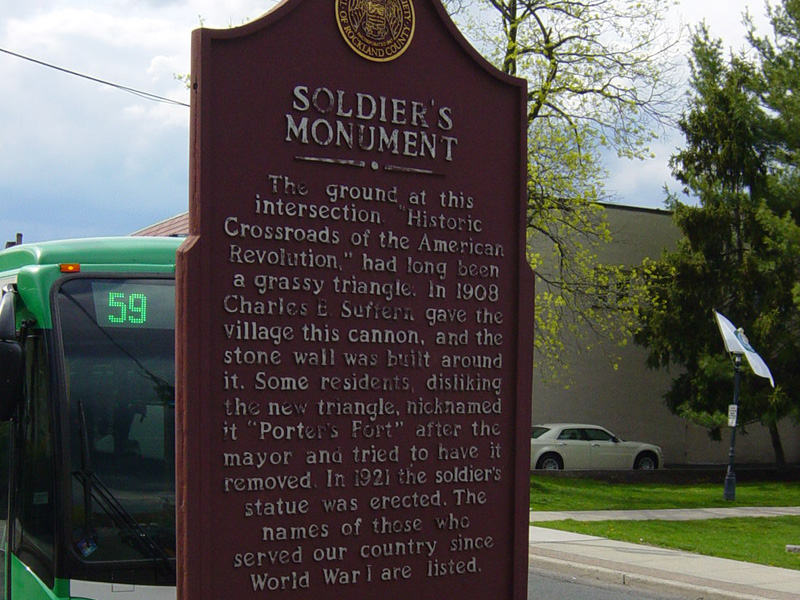 OF ROCKLAND COUNTY
SOLDIER'S
MONUMENT
The ground at this
intersection. "Historic
Crossroads of the American
Revolution," had long been
a grassy triangle. In 1908
Charles E Suffern gave the
village this cannon, and the
stone wall was built around
it. Some residents, disliking
the new triangle, nicknamed
it "Porter's Fort" after the
mayor and tried to have it
removed. In 1921 the soldier's
statue was erected. The
names of those who
served our country since
World War I are listed.
59